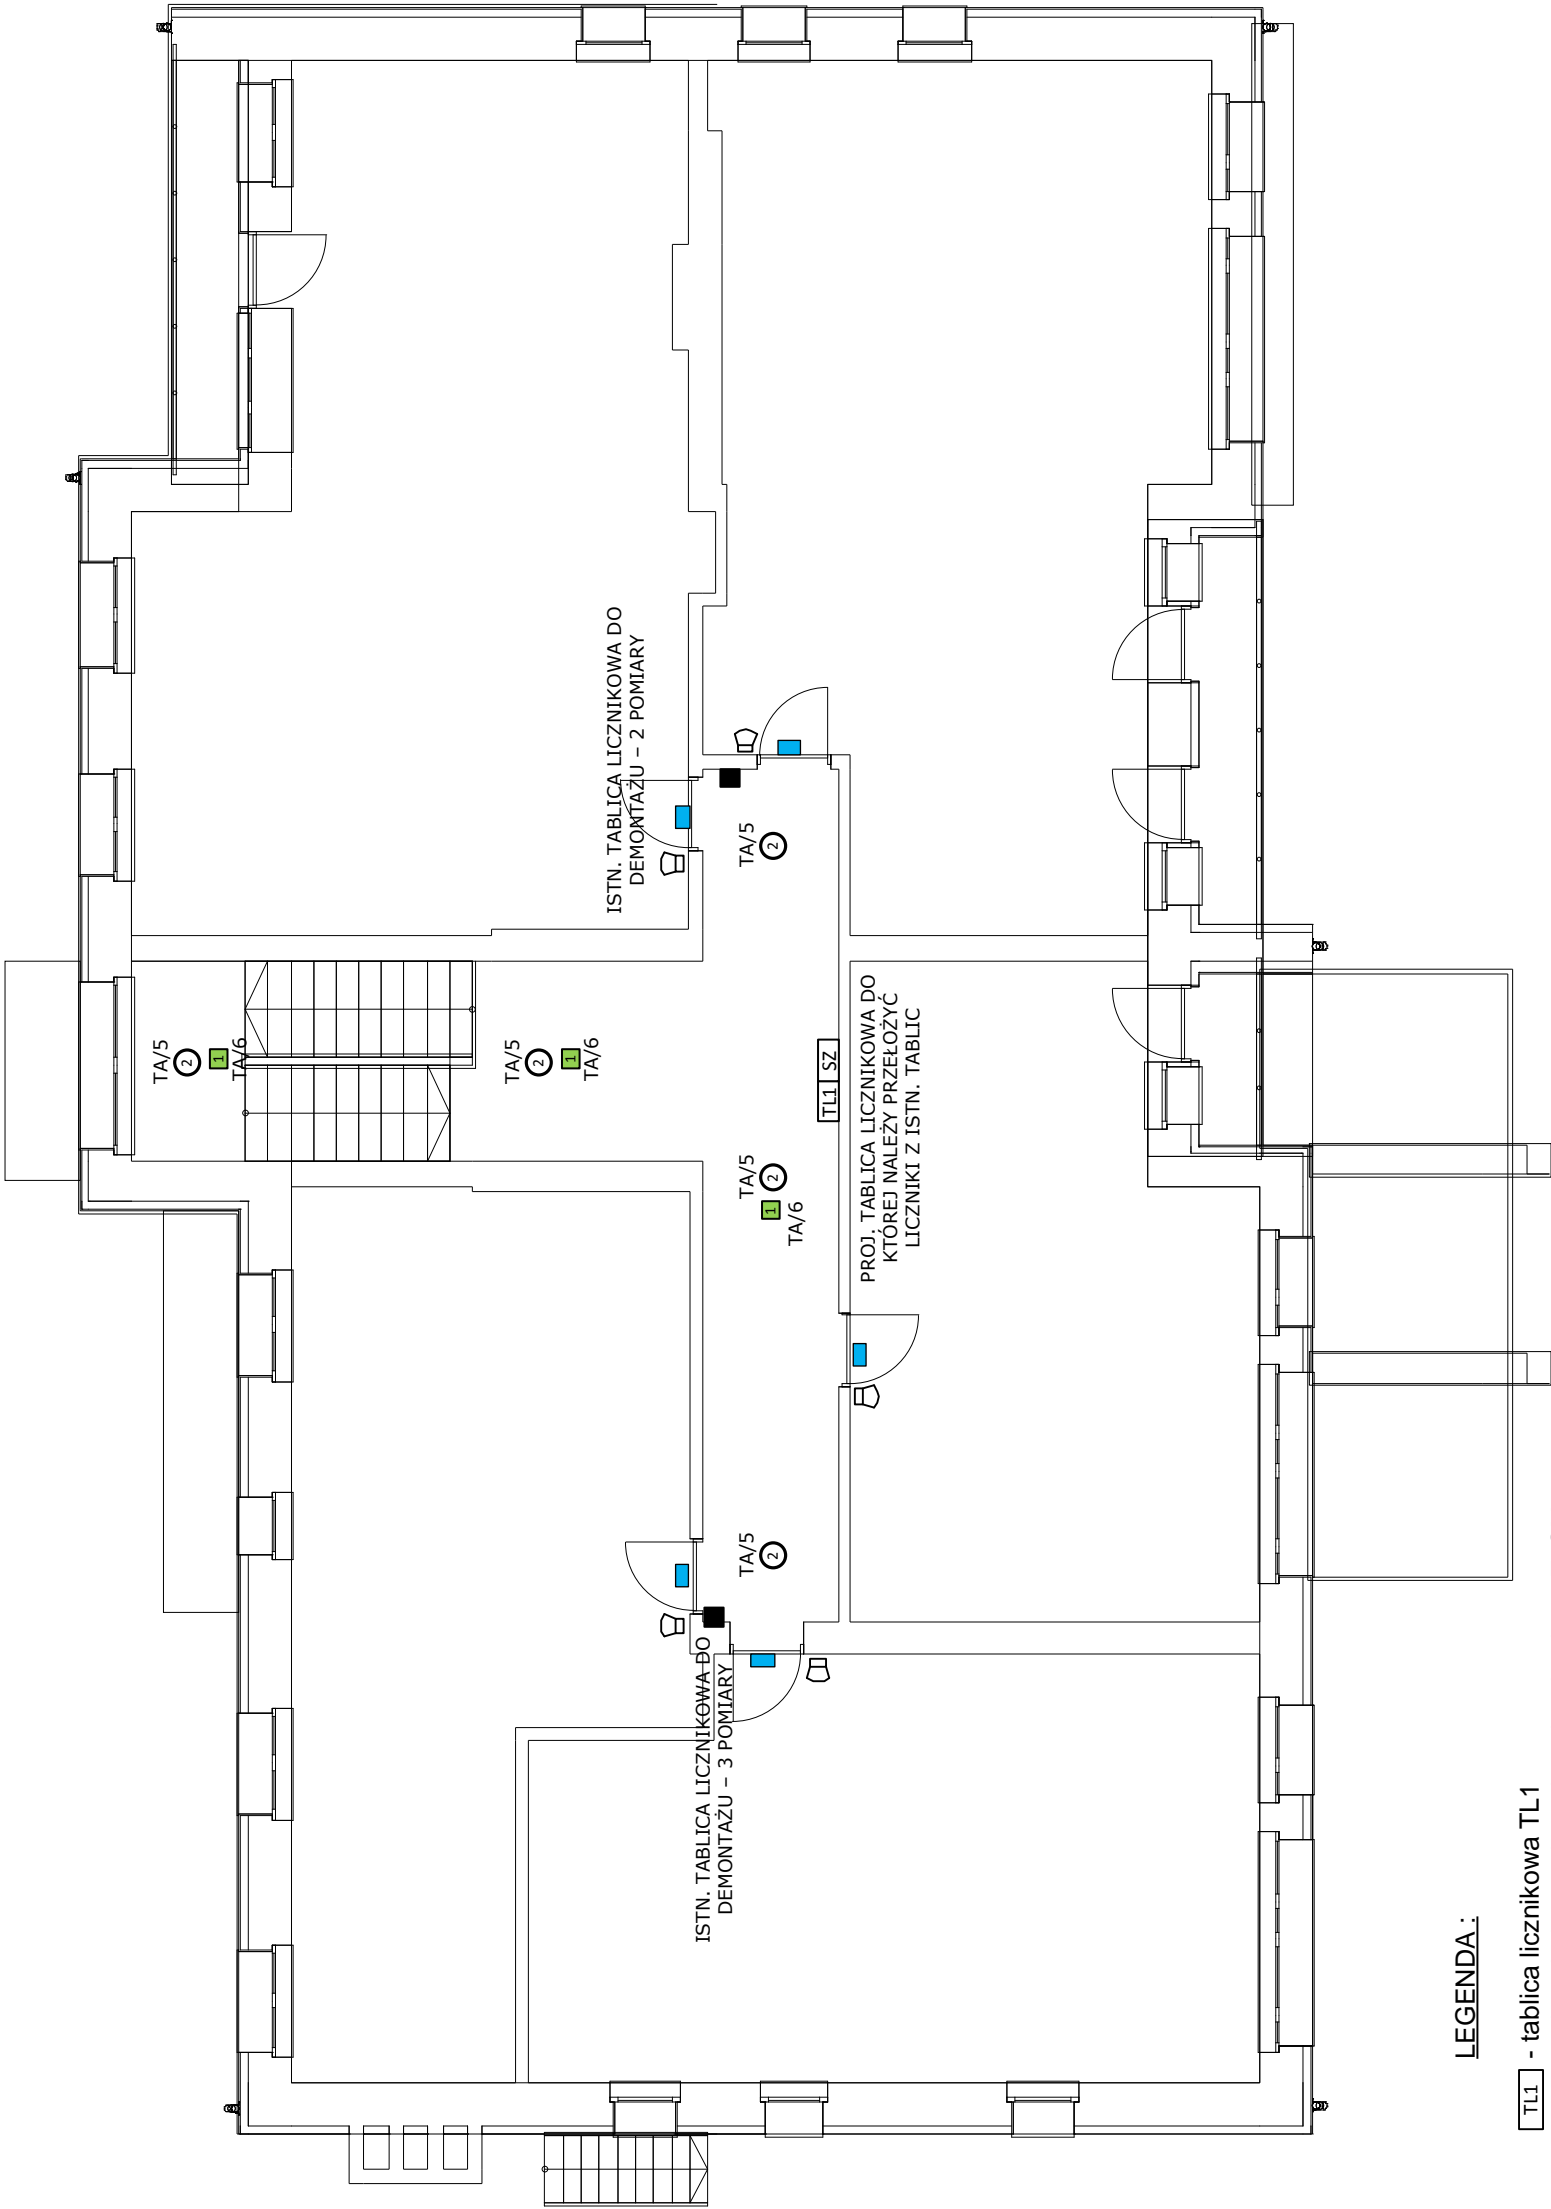 TA/5
2
1
TA/6
TA/5
2
1
TA/6
ISTN. TABLICA LICZNIKOWA DO
DEMONTAŻU – 2 POMIARY
TA/5
2
TL1 SZ
TA/5
2
1
TA/6
PROJ. TABLICA LICZNIKOWA DO
KTÓREJ NALEŻY PRZEŁOŻYĆ
LICZNIKI Z ISTN. TABLIC
TA/5
2
ISTN. TABLICA LICZNIKOWA DO
DEMONTAŻU – 3 POMIARY
LEGENDA :
TL1 - tablica licznikowa TL1